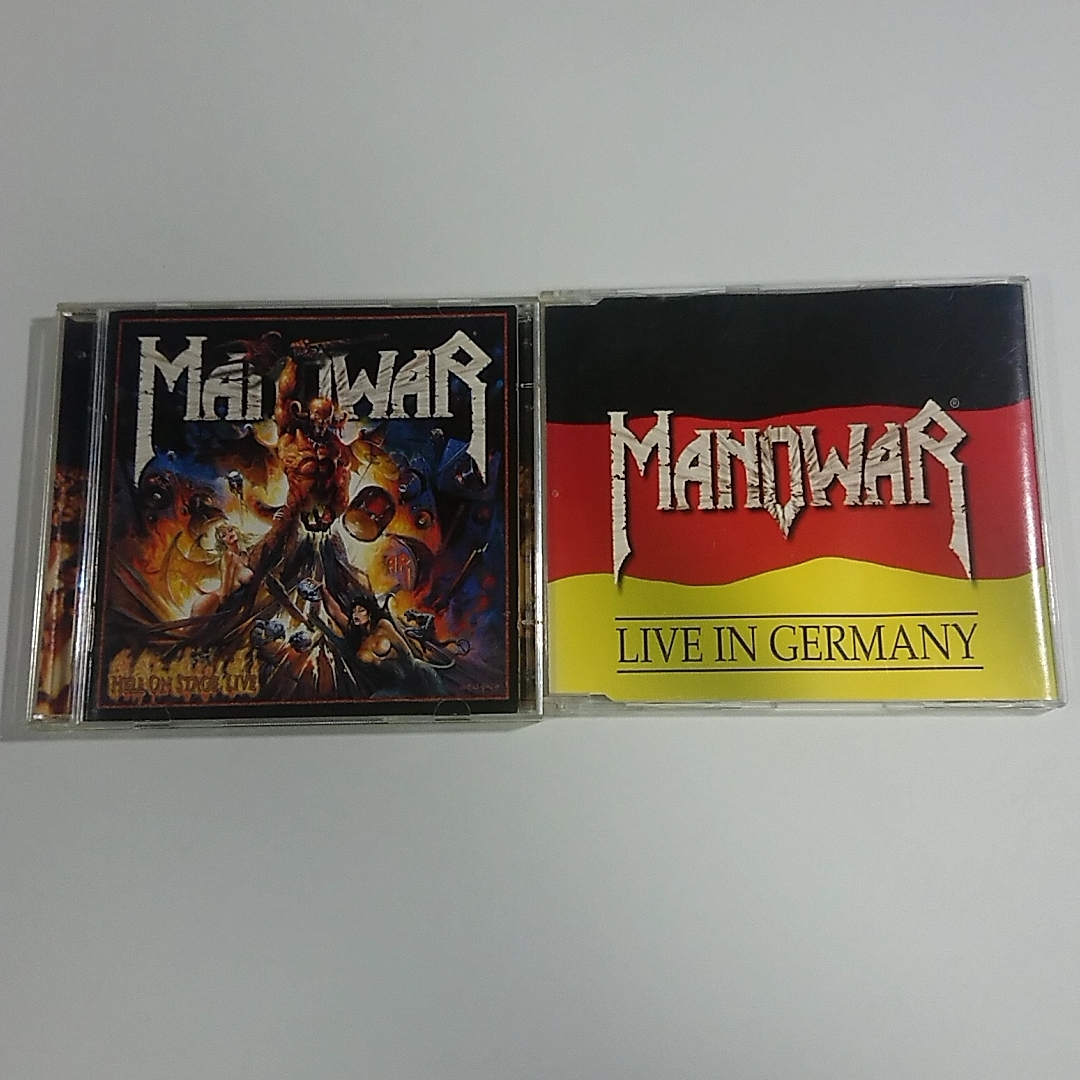 MANOWAR
HELL ON STAGE LIVE
MANOWAR®
LIVE IN GERMANY